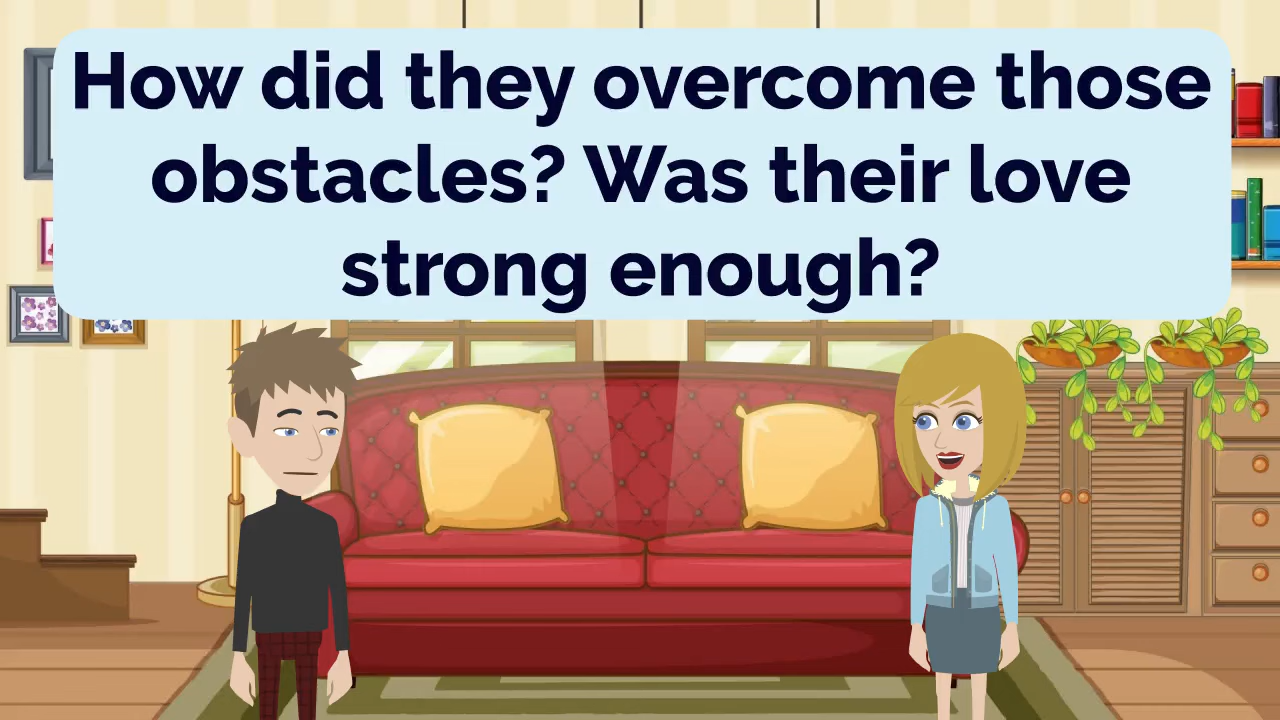 How did they overcome those
obstacles? Was their love
strong enough?